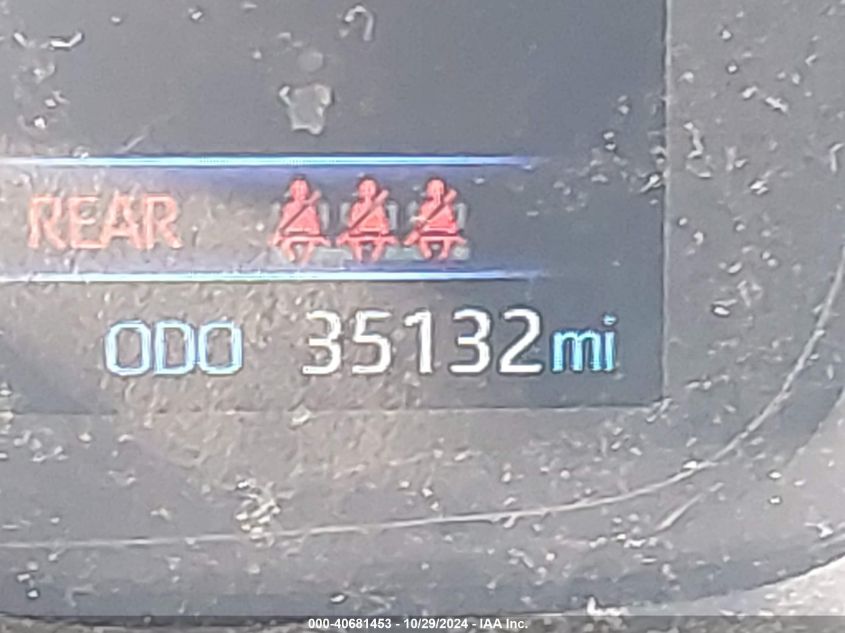 REAR
ODO 35132mi
000-40681453 - 10/29/2024 - IAA Inc.